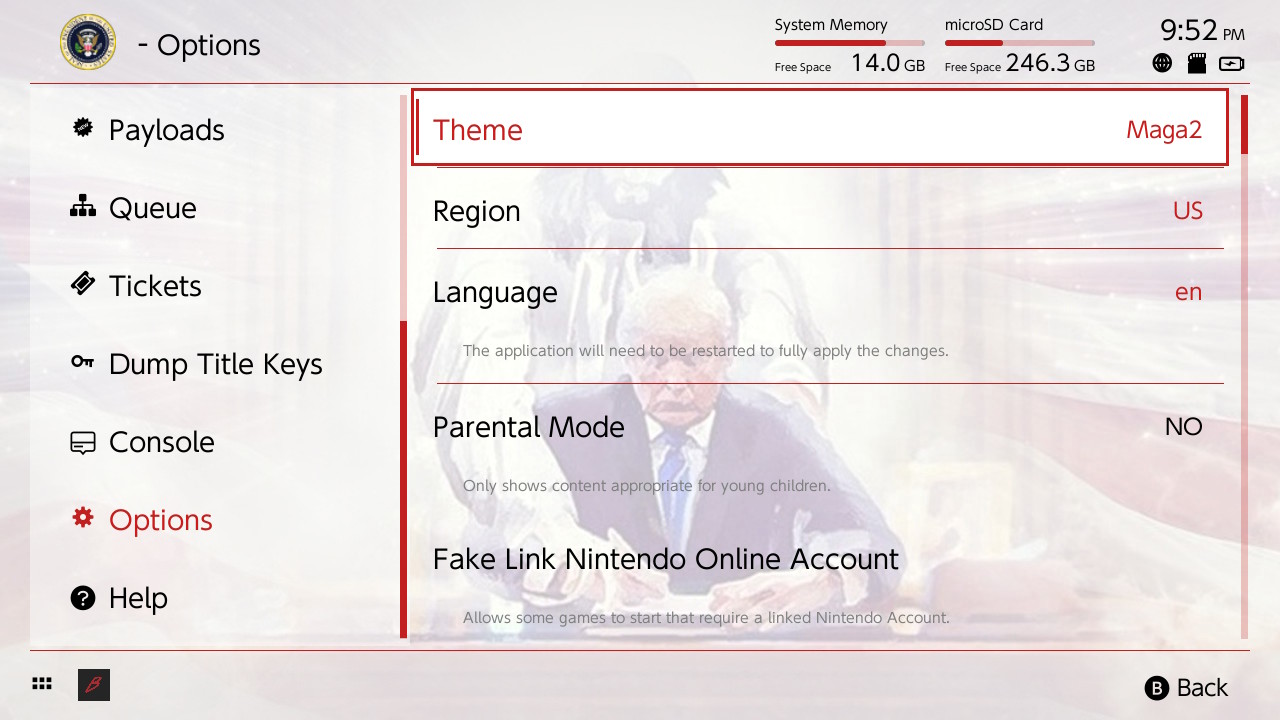 - Options
System Memory
Free Space 14.0 GB
microSD Card
Free Space 246.3 GB
9:52 PM
Payloads
Queue
Tickets
Dump Title Keys
Console
Options
Help
Theme Maga2
Region US
Language en
The application will need to be restarted to fully apply the changes.
Parental Mode NO
Only shows content appropriate for young children.
Fake Link Nintendo Online Account
Allows some games to start that require a linked Nintendo Account.
B Back